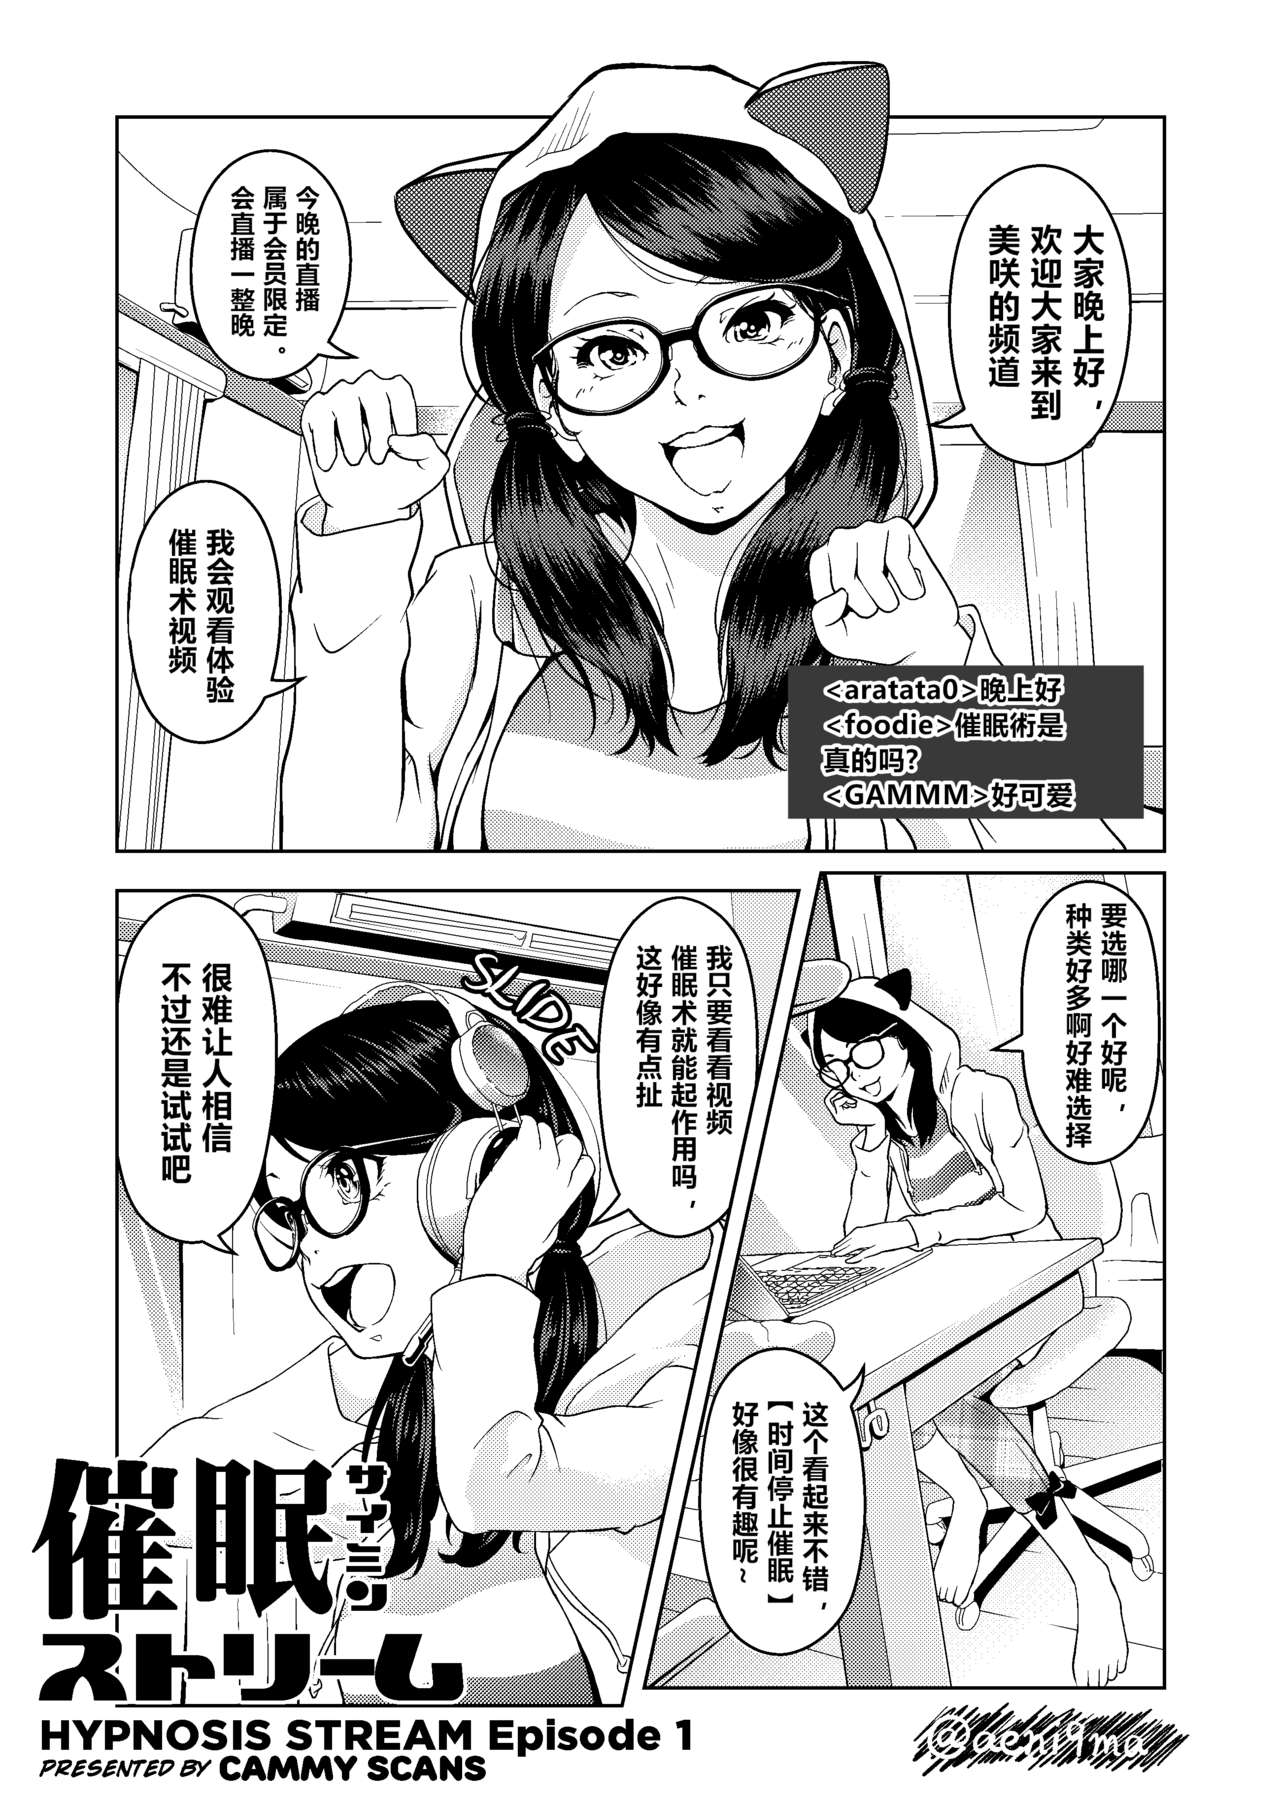 大家晚上好，
欢迎大家来到
美咲的频道
今晚的直播
属于会员限定。
会直播一整晚
我会观看体验
催眠术视频
<aratata0>晚上好
<foodie>催眠術是
真的吗?
<GAMMM>好可爱
要选哪一个好呢，
种类好多啊好难选择
这个看起来不错，
【时间停止催眠】
好像很有趣呢~
我只要看看视频
催眠术就能起作用吗，
这好像有点扯
SLIDE
很难让人相信
不过还是试试吧
催眠
サイミン
ストリーム
HYPNOSIS STREAM Episode 1
PRESENTED BY CAMMY SCANS